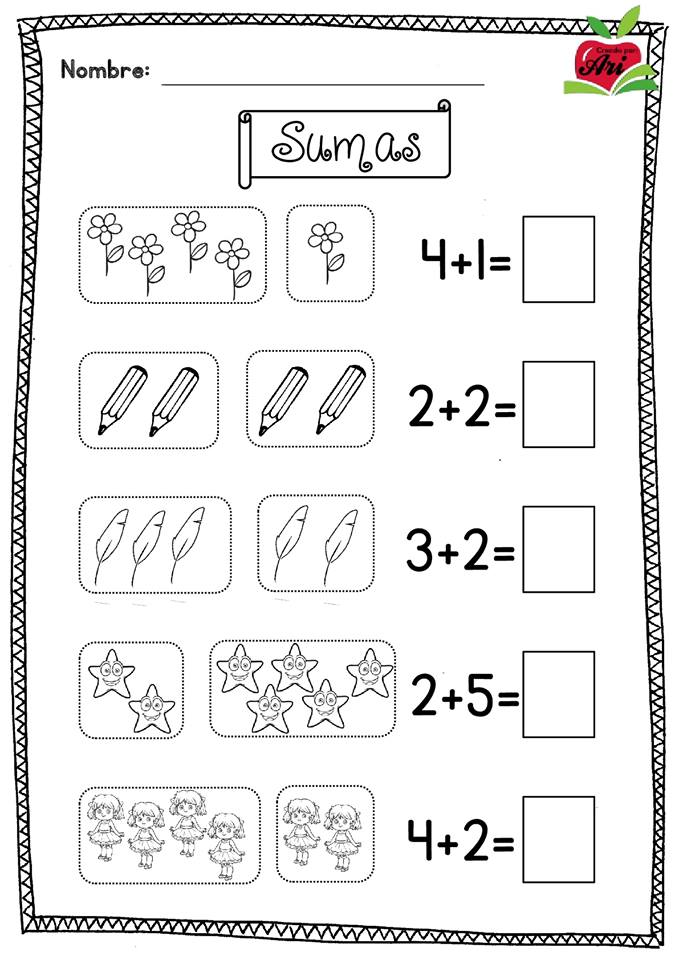 Creado por:
Ari
Nombre:
Sumas
4+1=
2+2=
3+2=
2+5=
4+2=